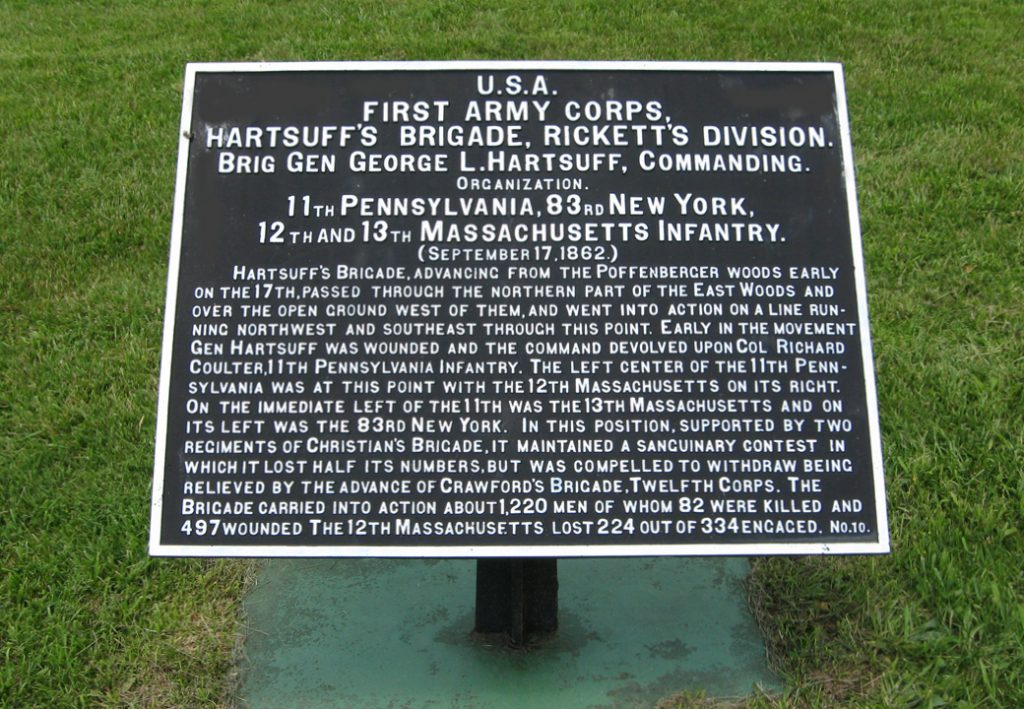 U.S.A.
FIRST ARMY CORPS,
HARTSUFF'S BRIGADE, RICKETT'S DIVISION.
BRIG GEN GEORGE L. HARTSUFF, COMMANDING.
ORGANIZATION.
11TH PENNSYLVANIA, 83RD NEW YORK,
12TH AND 13TH MASSACHUSETTS INFANTRY.
(SEPTEMBER 17, 1862.)
HARTSUFF'S BRIGADE, ADVANCING FROM THE POFFENBERGER WOODS EARLY
ON THE 17TH, PASSED THROUGH THE NORTHERN PART OF THE EAST WOODS AND
OVER THE OPEN GROUND WEST OF THEM, AND WENT INTO ACTION ON A LINE RUN-
NING NORTHWEST AND SOUTHEAST THROUGH THIS POINT. EARLY IN THE MOVEMENT
GEN HARTSUFF WAS WOUNDED AND THE COMMAND DEVOLVED UPON COL RICHARD
COULTER, 11TH PENNSYLVANIA INFANTRY. THE LEFT CENTER OF THE 11TH PENN-
SYLVANIA WAS AT THIS POINT WITH THE 12TH MASSACHUSETTS ON ITS RIGHT.
ON THE IMMEDIATE LEFT OF THE 11TH WAS THE 13TH MASSACHUSETTS AND ON
ITS LEFT WAS THE 83RD NEW YORK. IN THIS POSITION, SUPPORTED BY TWO
REGIMENTS OF CHRISTIAN'S BRIGADE, IT MAINTAINED A SANGUINARY CONTEST IN
WHICH IT LOST HALF ITS NUMBERS, BUT WAS COMPELLED TO WITHDRAW BEING
RELIEVED BY THE ADVANCE OF CRAWFORD'S BRIGADE, TWELFTH CORPS. THE
BRIGADE CARRIED INTO ACTION ABOUT 1,220 MEN OF WHOM 82 WERE KILLED AND
497 WOUNDED THE 12TH MASSACHUSETTS LOST 224 OUT OF 334 ENGAGED. NO.10.